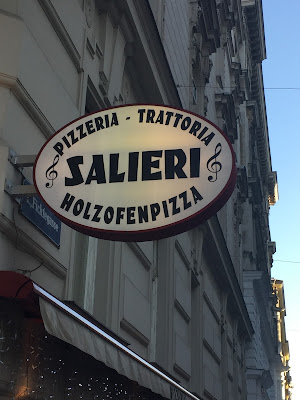 PIZZERIA - TRATTORIA
SALIERI
HOLZOFENPIZZA